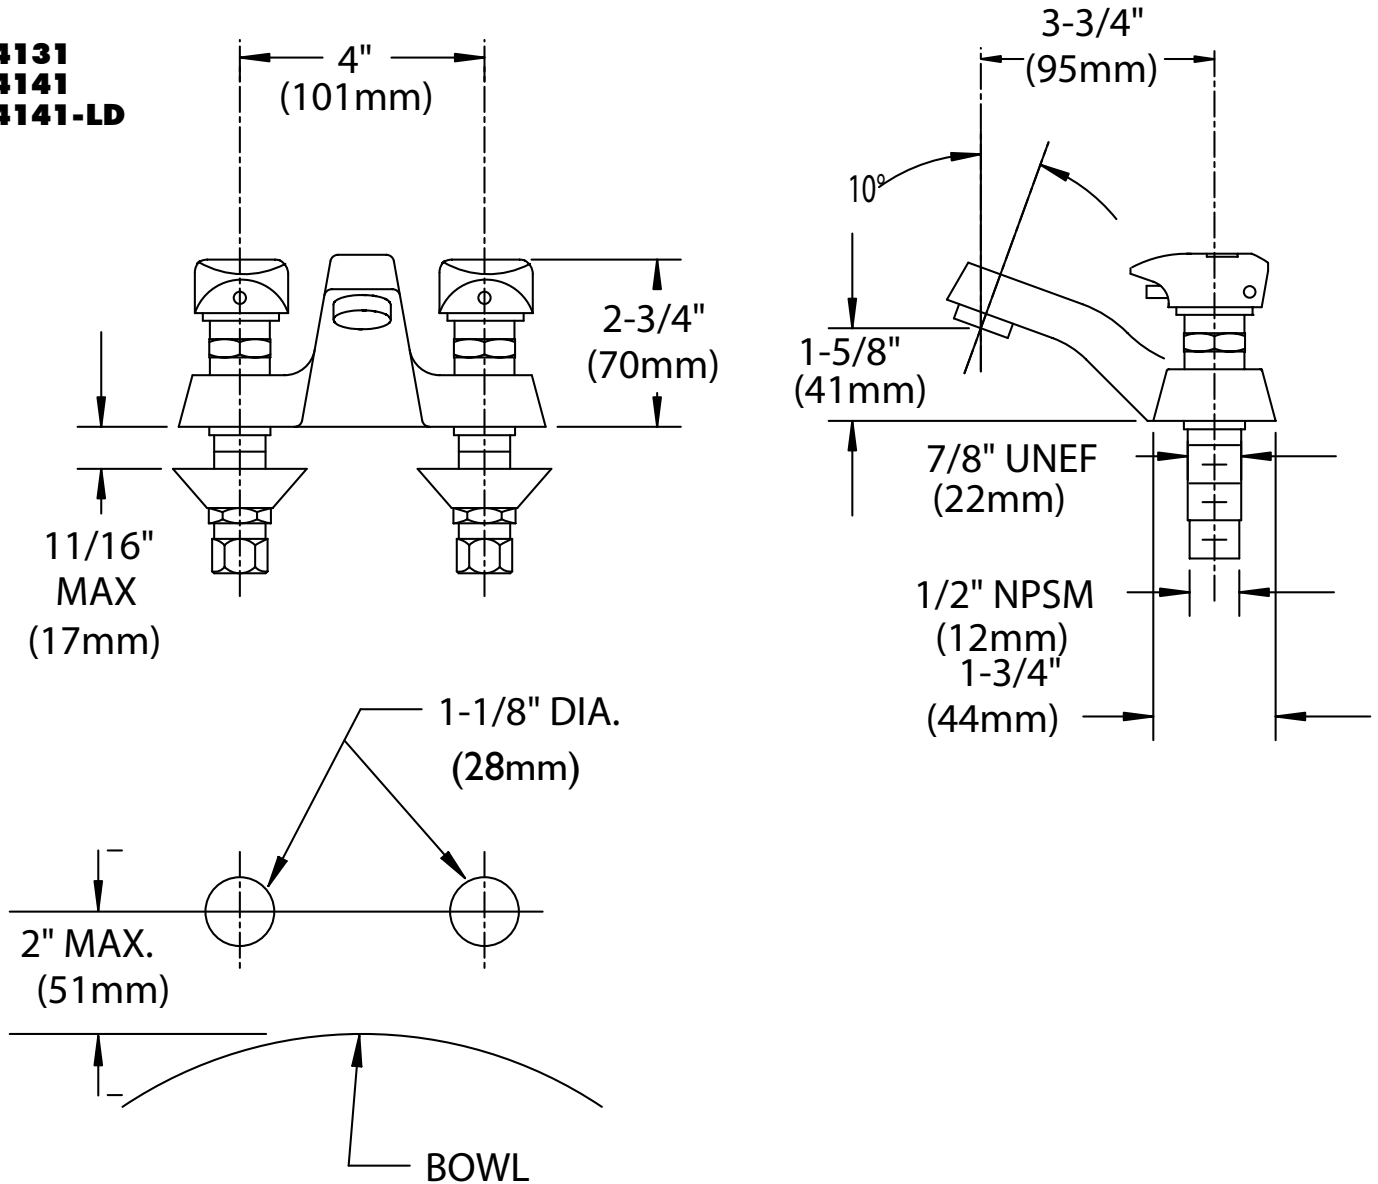 4131
4141
4141-LD
4"
(101mm)
3-3/4"
(95mm)
10º
2-3/4"
(70mm)
1-5/8"
(41mm)
7/8" UNEF
(22mm)
11/16"
MAX
(17mm)
1/2" NPSM
(12mm)
1-3/4"
(44mm)
1-1/8" DIA.
(28mm)
2" MAX.
(51mm)
BOWL